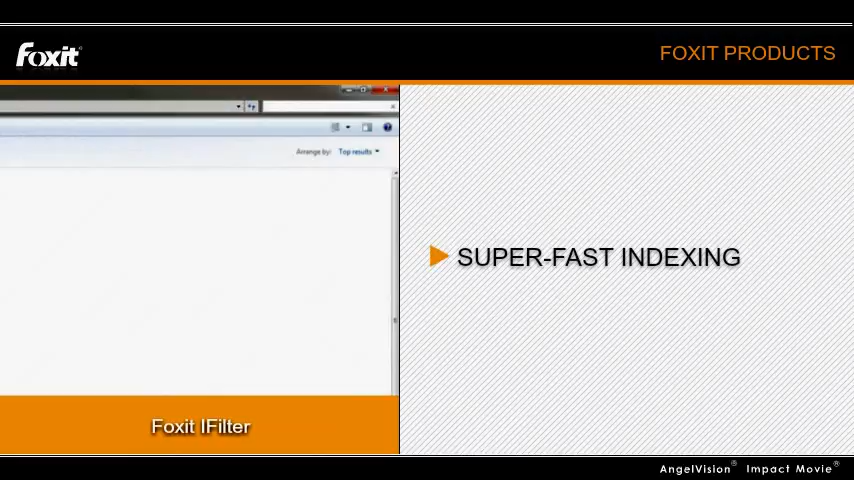 Foxit
FOXIT PRODUCTS
Arrange by: Top results
SUPER-FAST INDEXING
Foxit IFilter
AngelVision® Impact Movie®